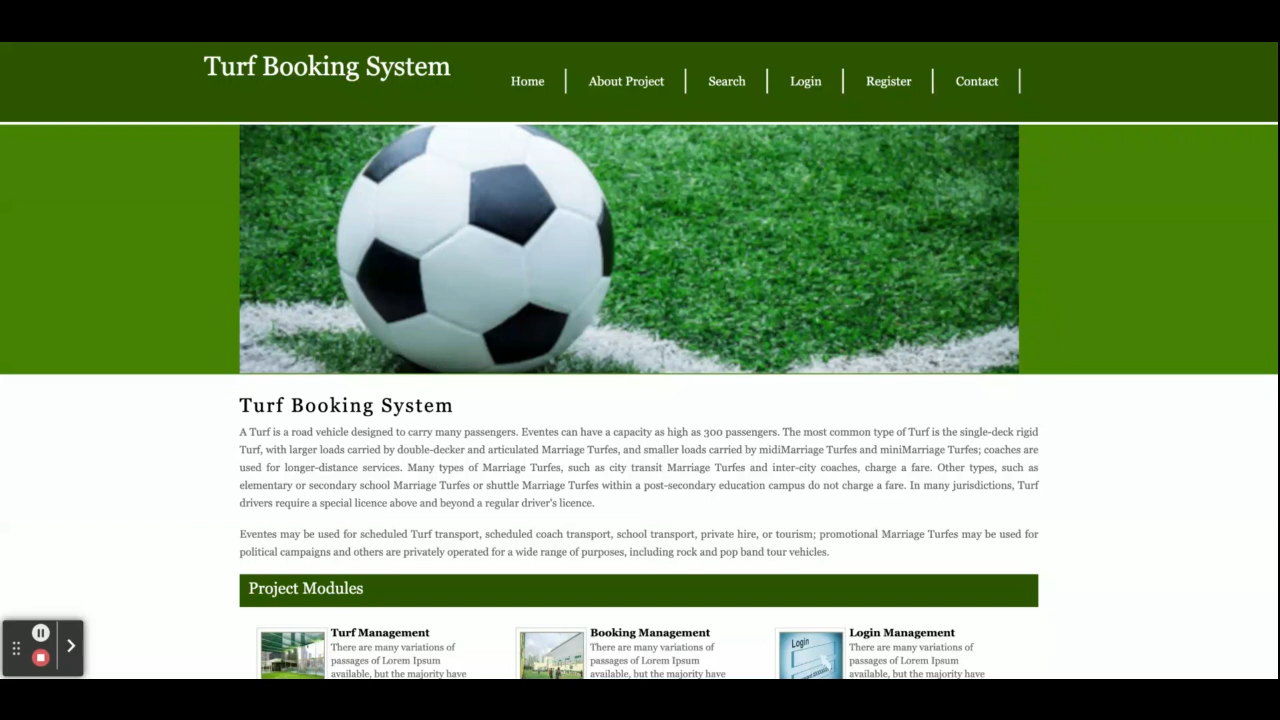 Turf Booking System
Home
About Project
Search
Login
Register
Contact
Turf Booking System
A Turf is a road vehicle designed to carry many passengers. Eventes can have a capacity as high as 300 passengers. The most common type of Turf is the single-deck rigid
Turf, with larger loads carried by double-decker and articulated Marriage Turfes, and smaller loads carried by midiMarriage Turfes and miniMarriage Turfes; coaches are
used for longer-distance services. Many types of Marriage Turfes, such as city transit Marriage Turfes and inter-city coaches, charge a fare. Other types, such as
elementary or secondary school Marriage Turfes or shuttle Marriage Turfes within a post-secondary education campus do not charge a fare. In many jurisdictions, Turf
drivers require a special licence above and beyond a regular driver's licence.
Eventes may be used for scheduled Turf transport, scheduled coach transport, school transport, private hire, or tourism; promotional Marriage Turfes may be used for
political campaigns and others are privately operated for a wide range of purposes, including rock and pop band tour vehicles.
Project Modules
Turf Management
There are many variations of
passages of Lorem Ipsum
available, but the majority have
Booking Management
There are many variations of
passages of Lorem Ipsum
available, but the majority have
Login
Login Management
There are many variations of
passages of Lorem Ipsum
available, but the majority have